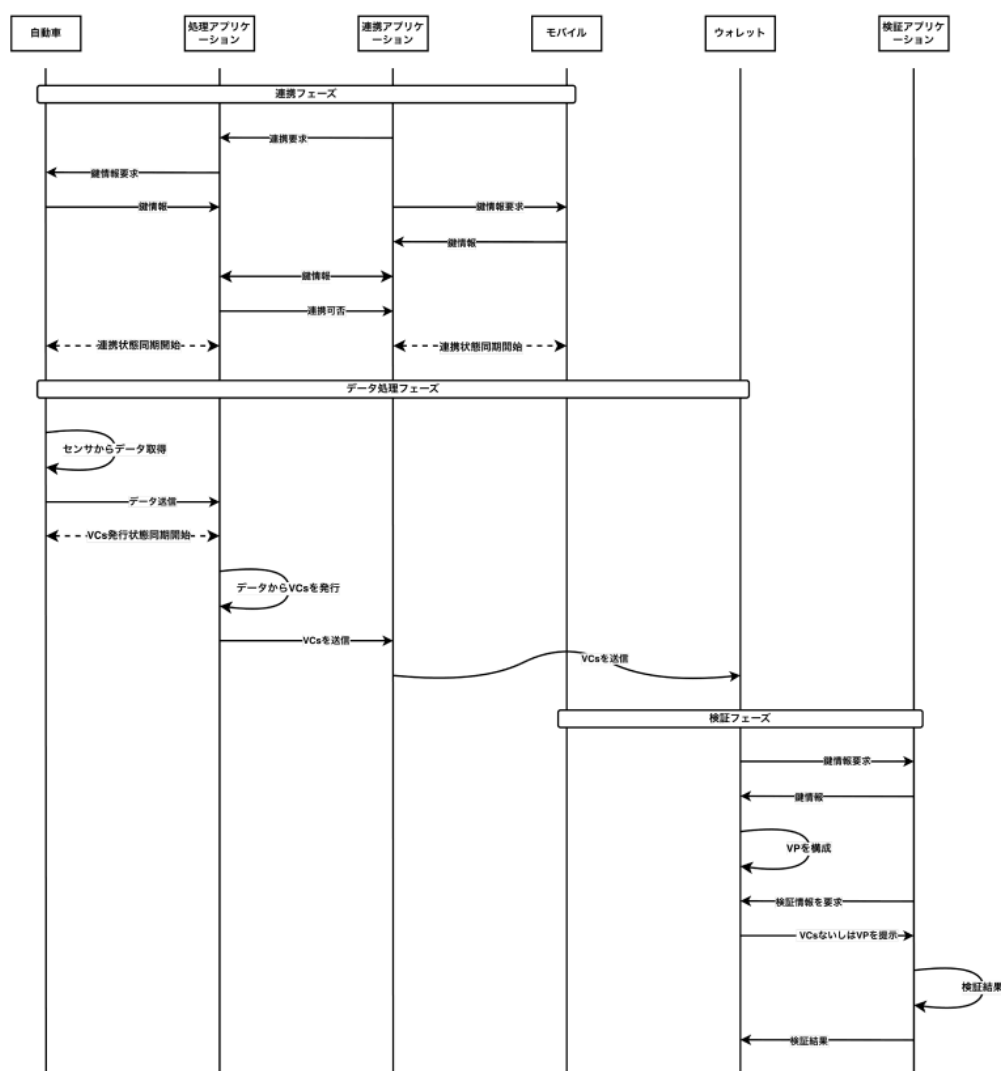 自動車
処理アプリケ
ーション
連携アプリケ
ーション
モバイル
ウォレット
検証アプリケ
ーション
連携フェーズ
連携要求
鍵情報要求
鍵情報
鍵情報要求
鍵情報
鍵情報
連携可否
連携状態同期開始
連携状態同期開始
データ処理フェーズ
センサからデータ取得
データ送信
VCs発行状態同期開始
データからVCsを発行
VCsを送信
VCsを送信
検証フェーズ
鍵情報要求
鍵情報
VPを構成
検証情報を要求
VCsないしはVPを提示
検証結果
検証結果